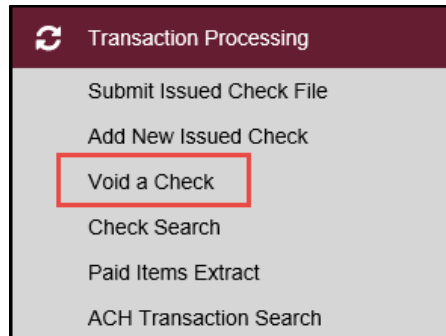 Transaction Processing
Submit Issued Check File
Add New Issued Check
Void a Check
Check Search
Paid Items Extract
ACH Transaction Search